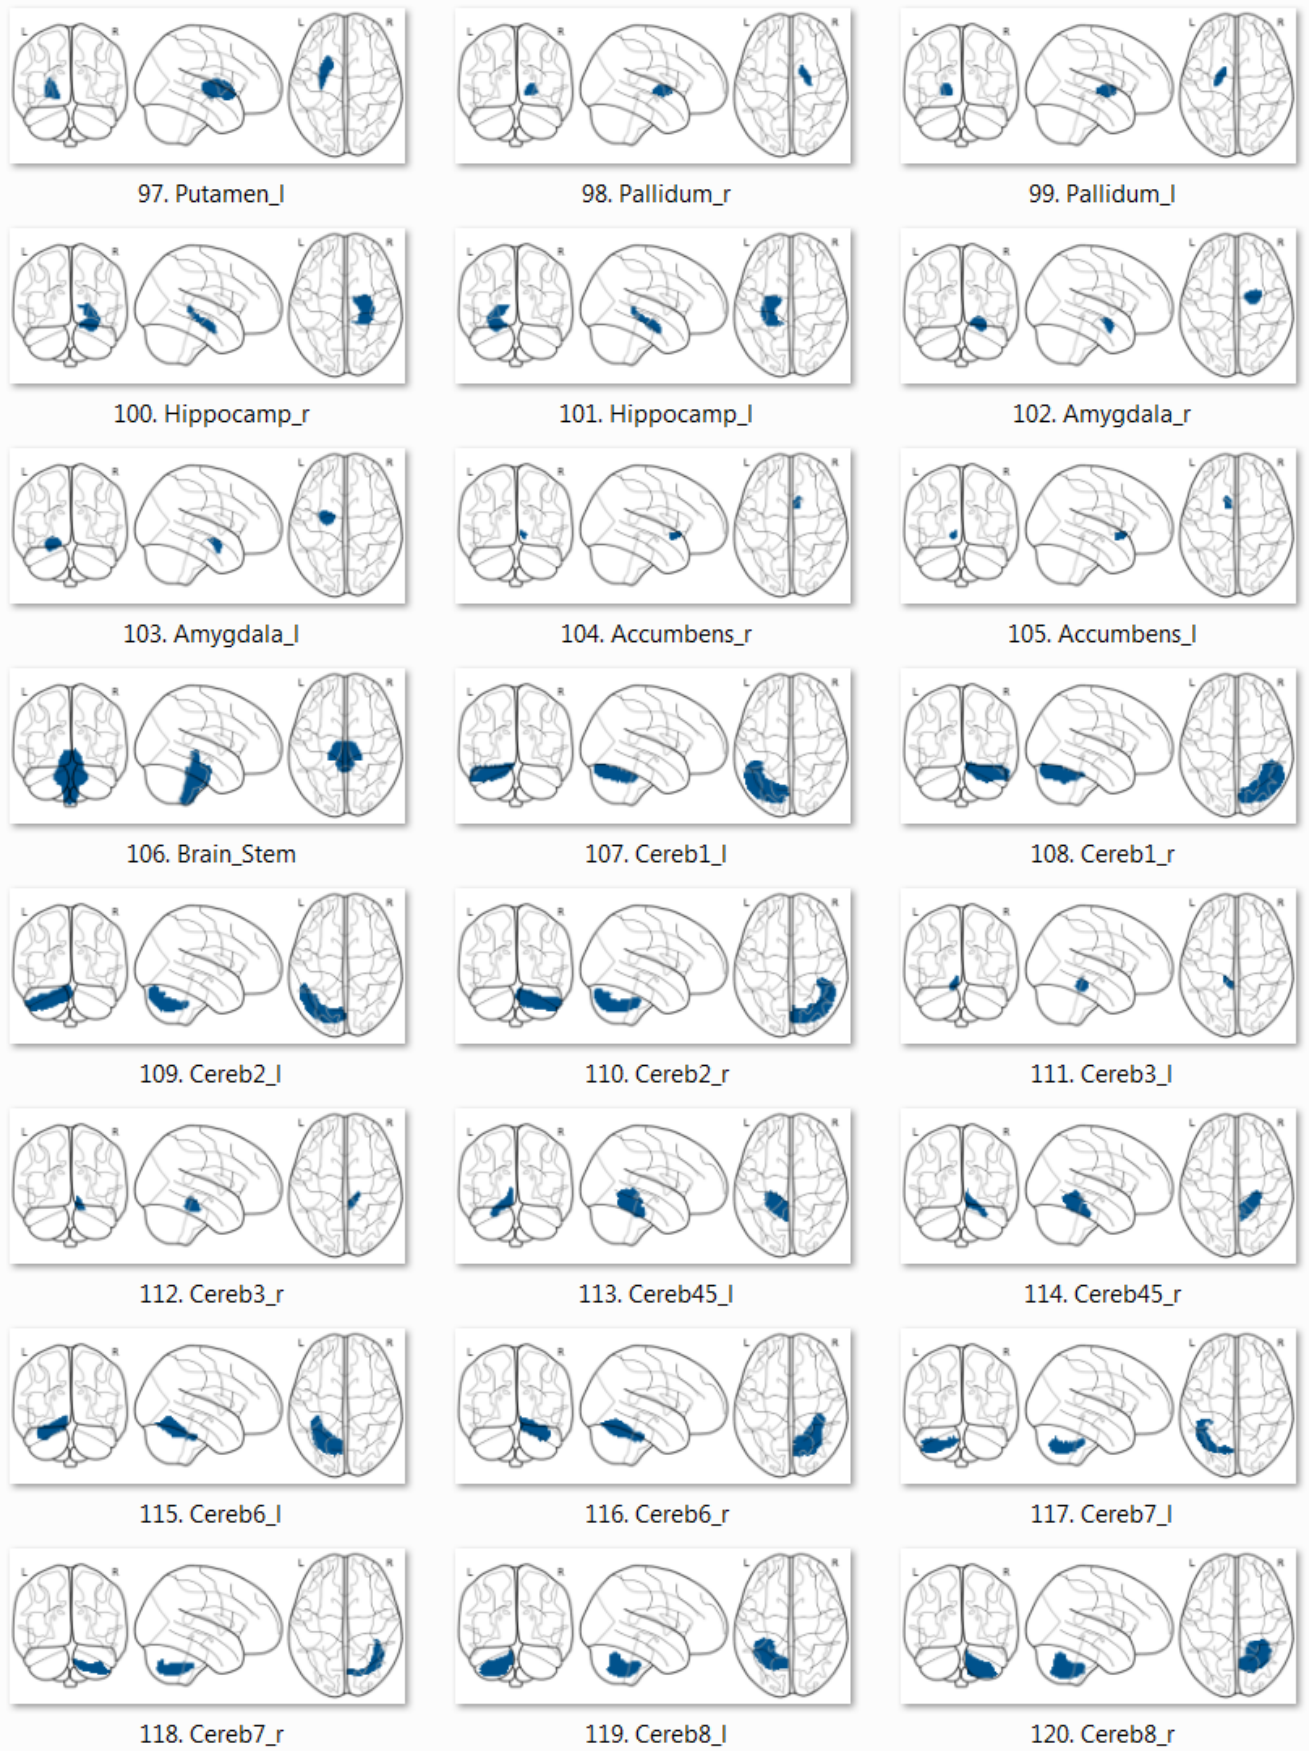 L R L R L R L R L R L R
97. Putamen_l 98. Pallidum_r 99. Pallidum_l
L R L R L R L R L R L R
100. Hippocamp_r 101. Hippocamp_l 102. Amygdala_r
L R L R L R L R L R L R
103. Amygdala_l 104. Accumbens_r 105. Accumbens_l
L R L R L R L R L R L R
106. Brain_Stem 107. Cereb1_l 108. Cereb1_r
L R L R L R L R L R L R
109. Cereb2_l 110. Cereb2_r 111. Cereb3_l
L R L R L R L R L R L R
112. Cereb3_r 113. Cereb45_l 114. Cereb45_r
L R L R L R L R L R L R
115. Cereb6_l 116. Cereb6_r 117. Cereb7_l
L R L R L R L R L R L R
118. Cereb7_r 119. Cereb8_l 120. Cereb8_r